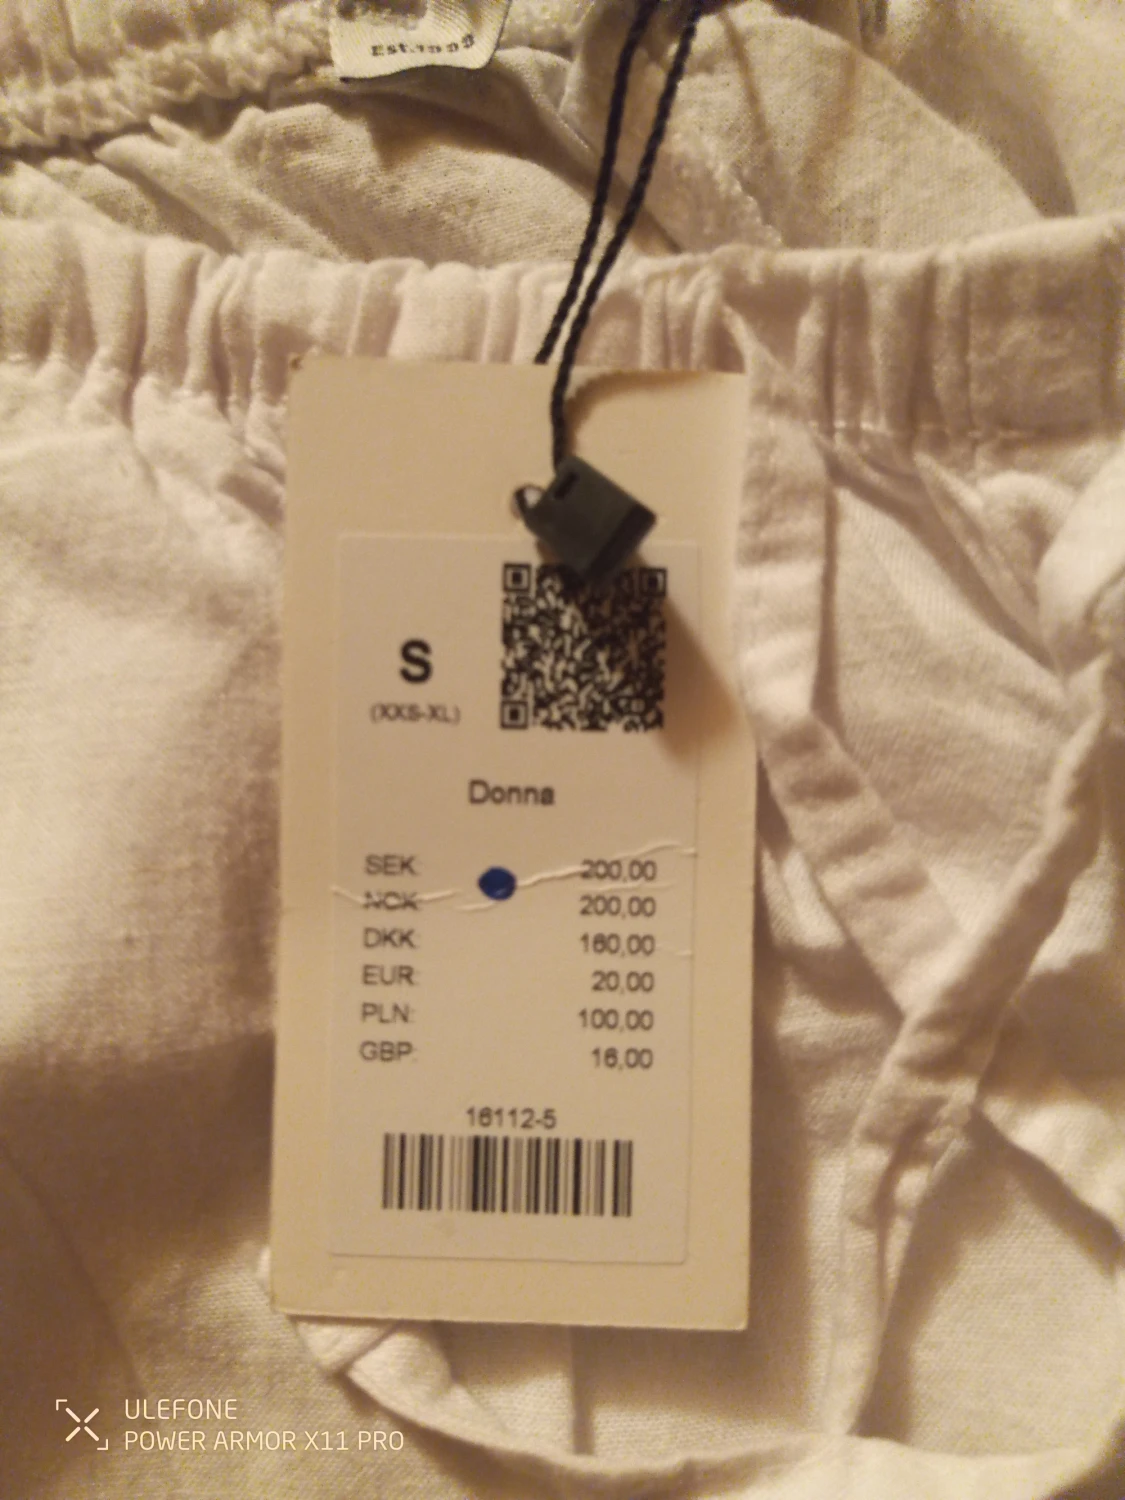 Est.1998
S
(XXS-XL)
Donna
SEK: 200,00
NOK: 200,00
DKK: 160,00
EUR: 20,00
PLN: 100,00
GBP: 16,00
16112-5
ULEFONE
POWER ARMOR X11 PRO